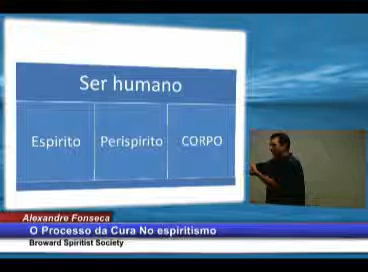 Ser humano
Espirito Perispirito CORPO
Alexandre Fonseca
O Processo da Cura No espiritismo
Broward Spiritist Society